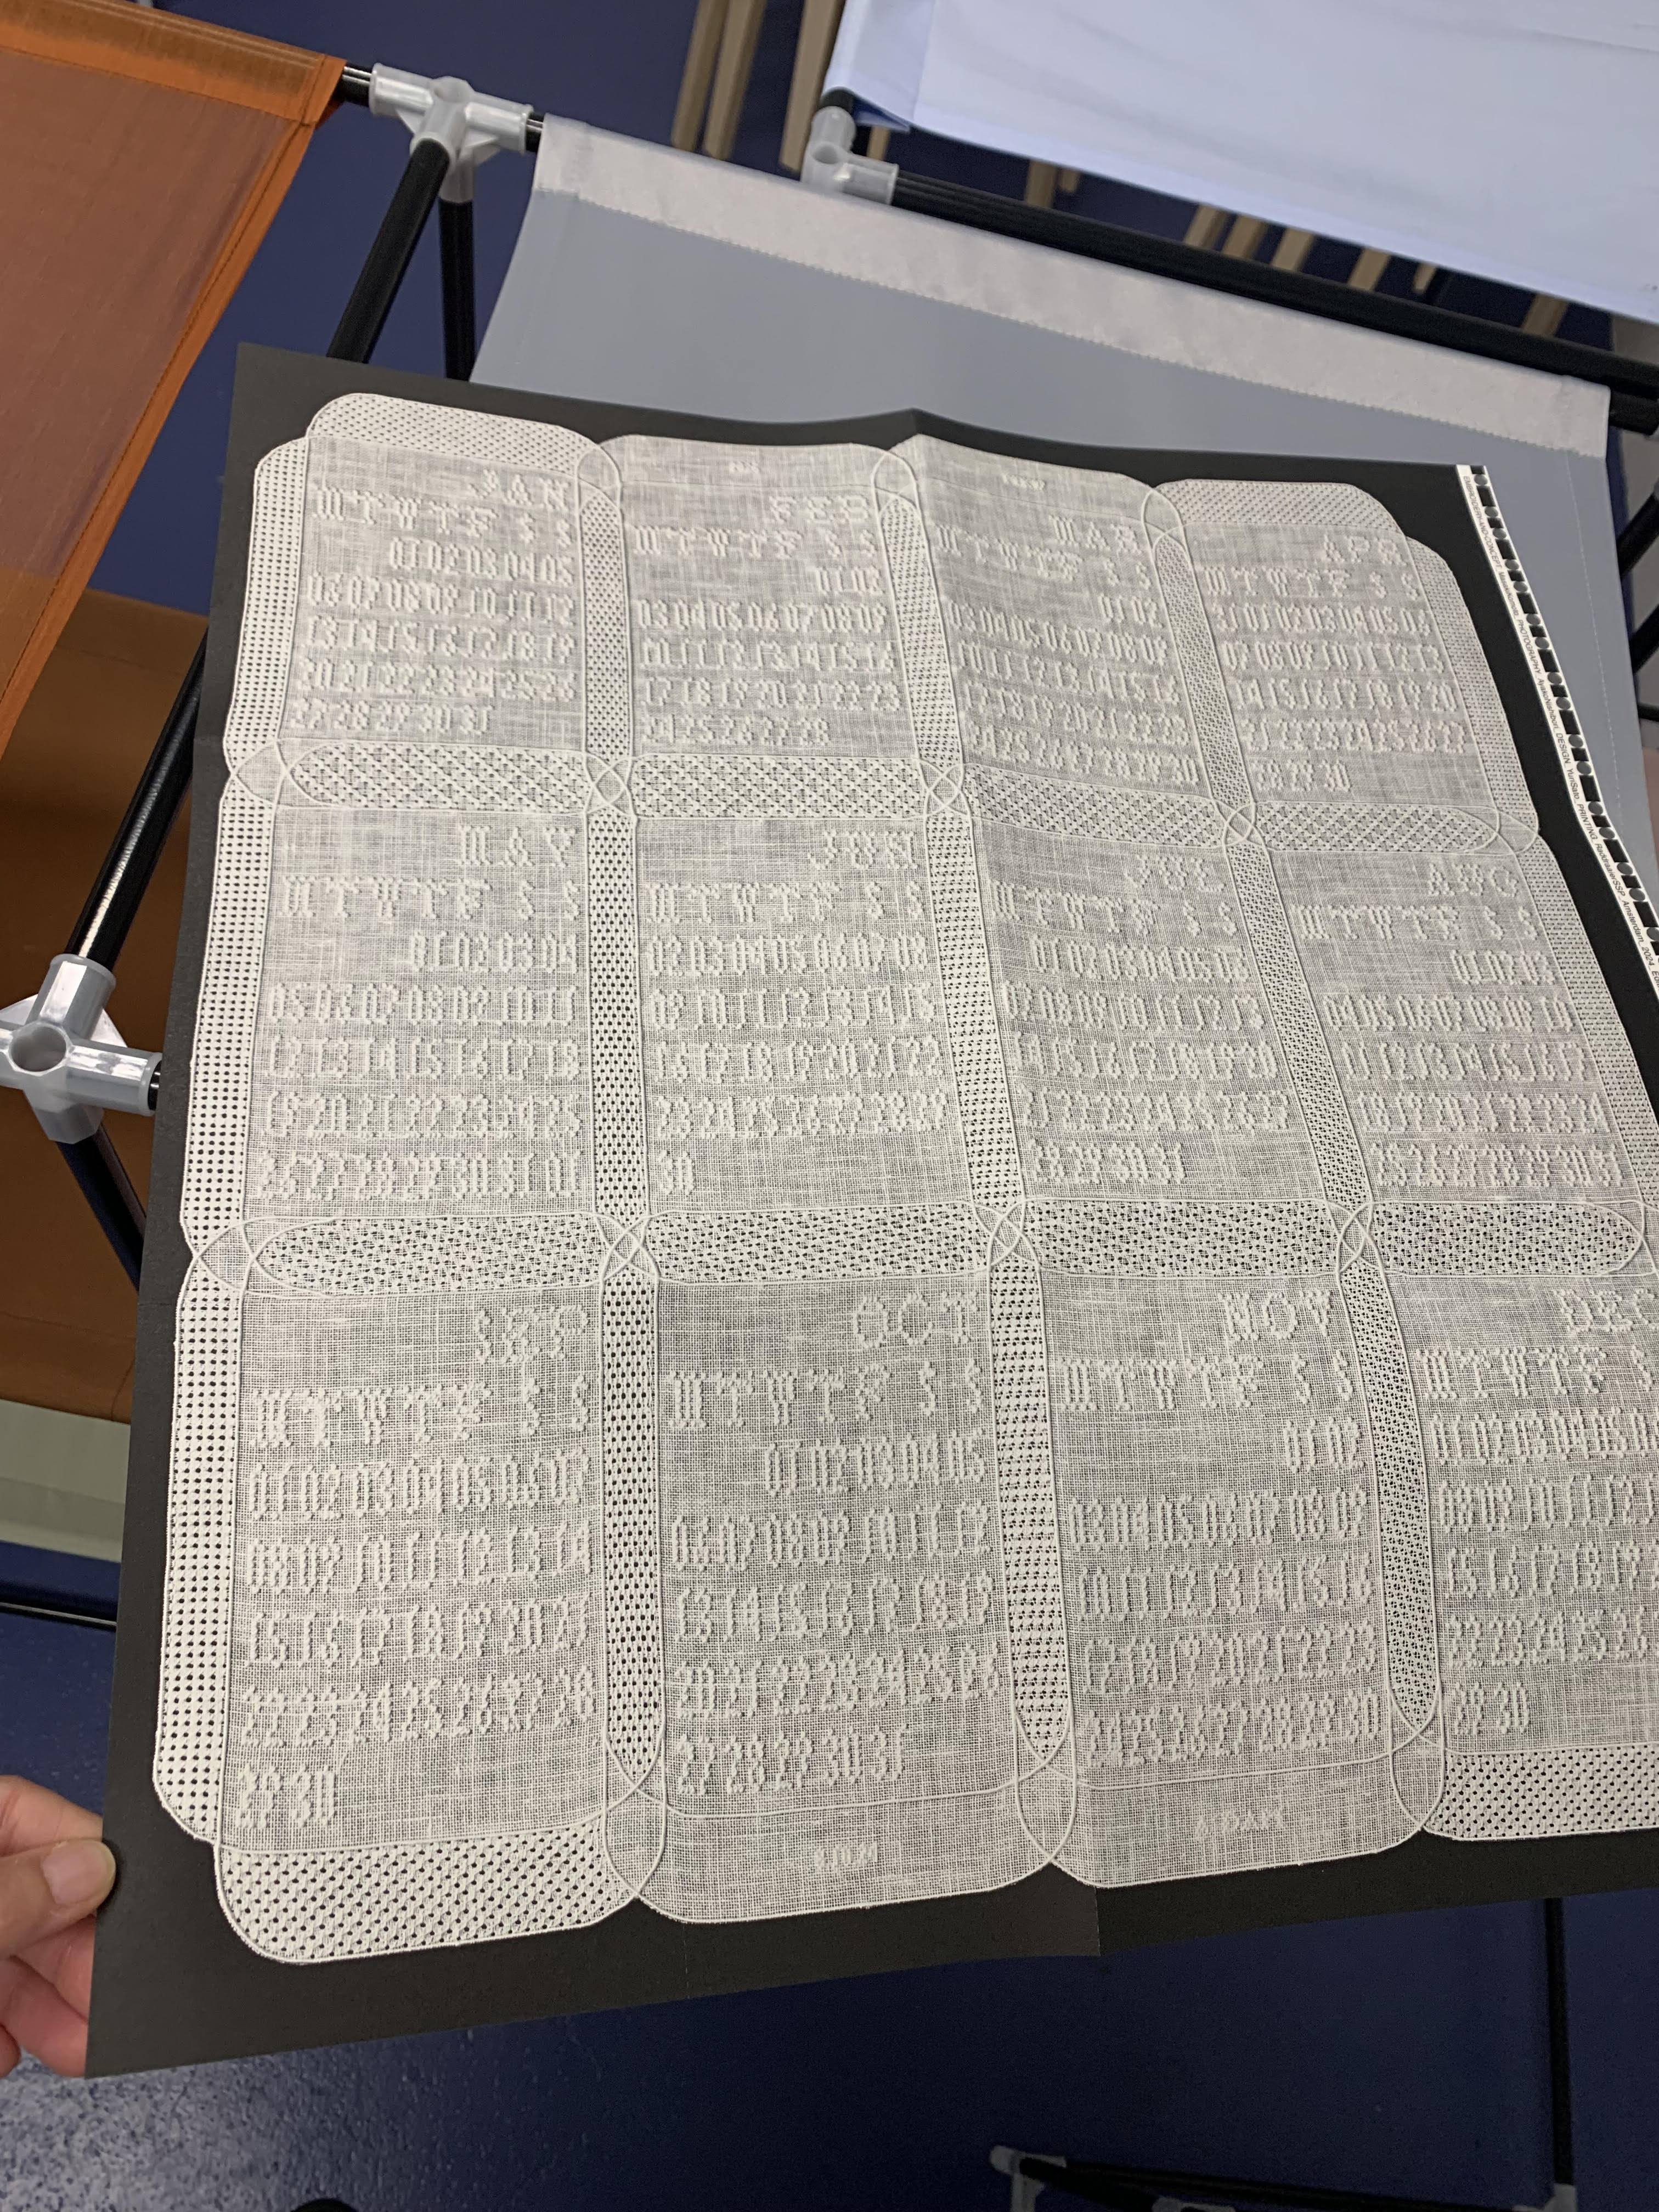 JAN
M T W T F S S
01 02 03 04 05
06 07 08 09 10 11 12
13 14 15 16 17 18 19
20 21 22 23 24 25 26
27 28 29 30 31
FEB
M T W T F S S
01 02
03 04 05 06 07 08 09
10 11 12 13 14 15 16
17 18 19 20 21 22 23
24 25 26 27 28
MAR
M T W T F S S
01 02
03 04 05 06 07 08 09
10 11 12 13 14 15 16
17 18 19 20 21 22 23
24 25 26 27 28 29 30
APR
M T W T F S S
31 01 02 03 04 05 06
07 08 09 10 11 12 13
14 15 16 17 18 19 20
21 22 23 24 25 26 27
28 29 30
MAY
M T W T F S S
01 02 03 04
05 06 07 08 09 10 11
12 13 14 15 16 17 18
19 20 21 22 23 24 25
26 27 28 29 30 31 01
JUN
M T W T F S S
02 03 04 05 06 07 08
09 10 11 12 13 14 15
16 17 18 19 20 21 22
23 24 25 26 27 28 29
30
JUL
M T W T F S S
01 02 03 04 05 06
07 08 09 10 11 12 13
14 15 16 17 18 19 20
21 22 23 24 25 26 27
28 29 30 31
AUG
M T W T F S S
01 02 03
04 05 06 07 08 09 10
11 12 13 14 15 16 17
18 19 20 21 22 23 24
25 26 27 28 29 30 31
SEP
M T W T F S S
01 02 03 04 05 06 07
08 09 10 11 12 13 14
15 16 17 18 19 20 21
22 23 24 25 26 27 28
29 30
OCT
M T W T F S S
01 02 03 04 05
06 07 08 09 10 11 12
13 14 15 16 17 18 19
20 21 22 23 24 25 26
27 28 29 30 31
NOV
M T W T F S S
01 02
03 04 05 06 07 08 09
10 11 12 13 14 15 16
17 18 19 20 21 22 23
24 25 26 27 28 29 30
DEC
M T W T F S
01 02 03 04 05
08 09 10 11 12
15 16 17 18 19
22 23 24 25 26
29 30
PHOTOGRAPHY DESIGN, PRINTING, Amsterdam, 2024